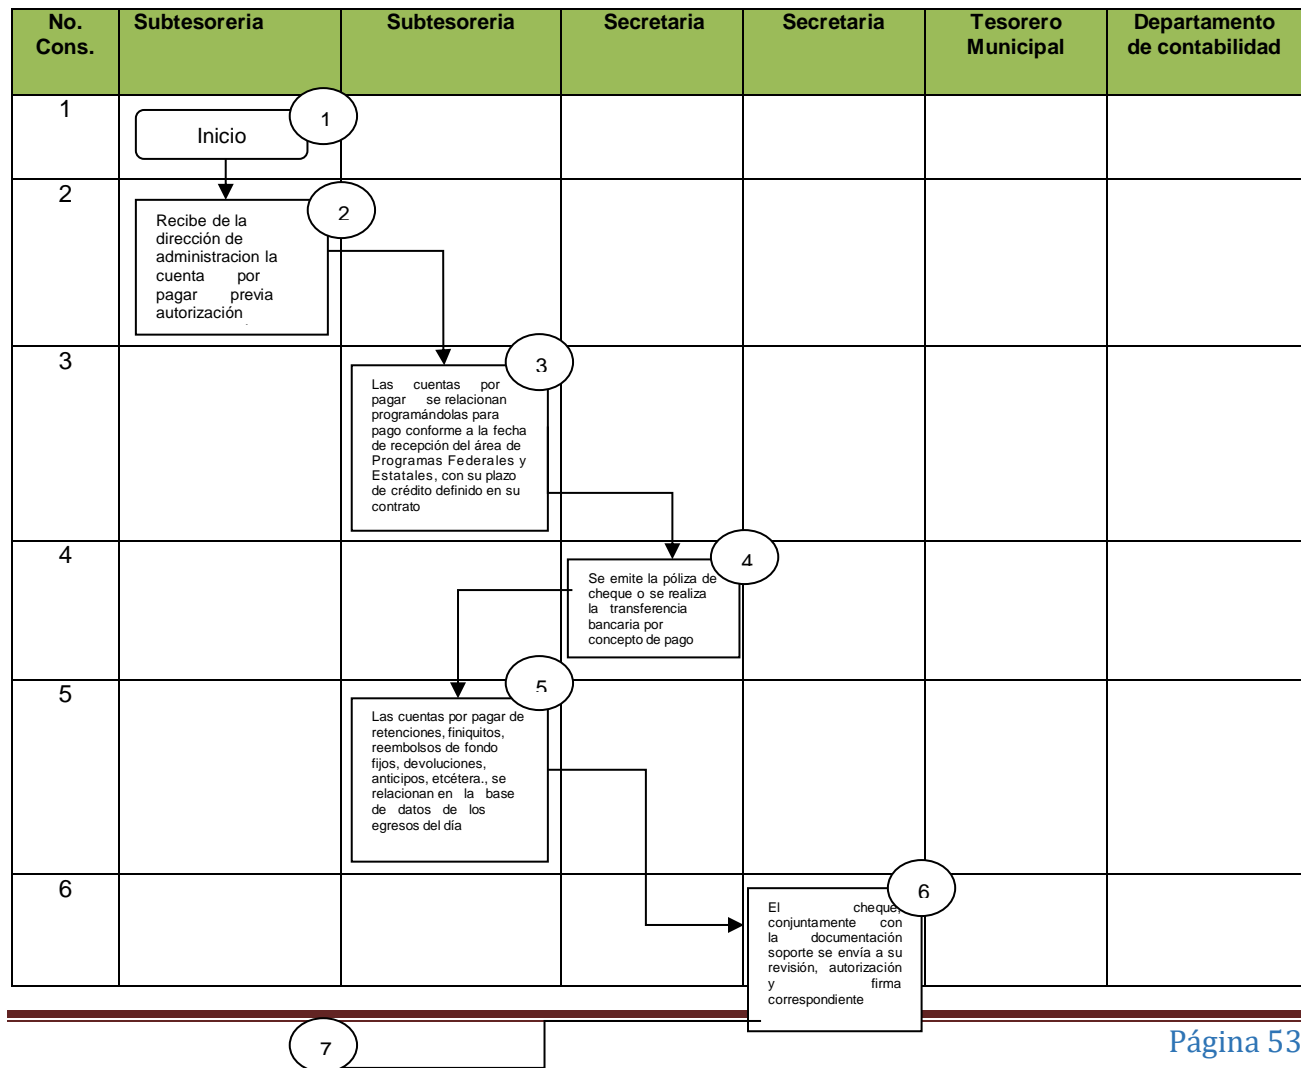 No. Cons. Subtesoreria Subtesoreria Secretaria Secretaria Tesorero Municipal Departamento de contabilidad
1
Inicio
1
2
2
Recibe de la
dirección de
administracion la
cuenta por
pagar previa
autorización
3
3
Las cuentas por
pagar se relacionan
programándolas para
pago conforme a la fecha
de recepción del área de
Programas Federales y
Estatales, con su plazo
de crédito definido en su
contrato
4
4
Se emite la póliza de
cheque o se realiza
la transferencia
bancaria por
concepto de pago
5
5
Las cuentas por pagar de
retenciones, finiquitos,
reembolsos de fondo
fijos, devoluciones,
anticipos, etcétera., se
relacionan en la base
de datos de los
egresos del día
6
6
El cheque,
conjuntamente con
la documentación
soporte se envía a su
revisión, autorización
y firma
correspondiente
7
Página 53